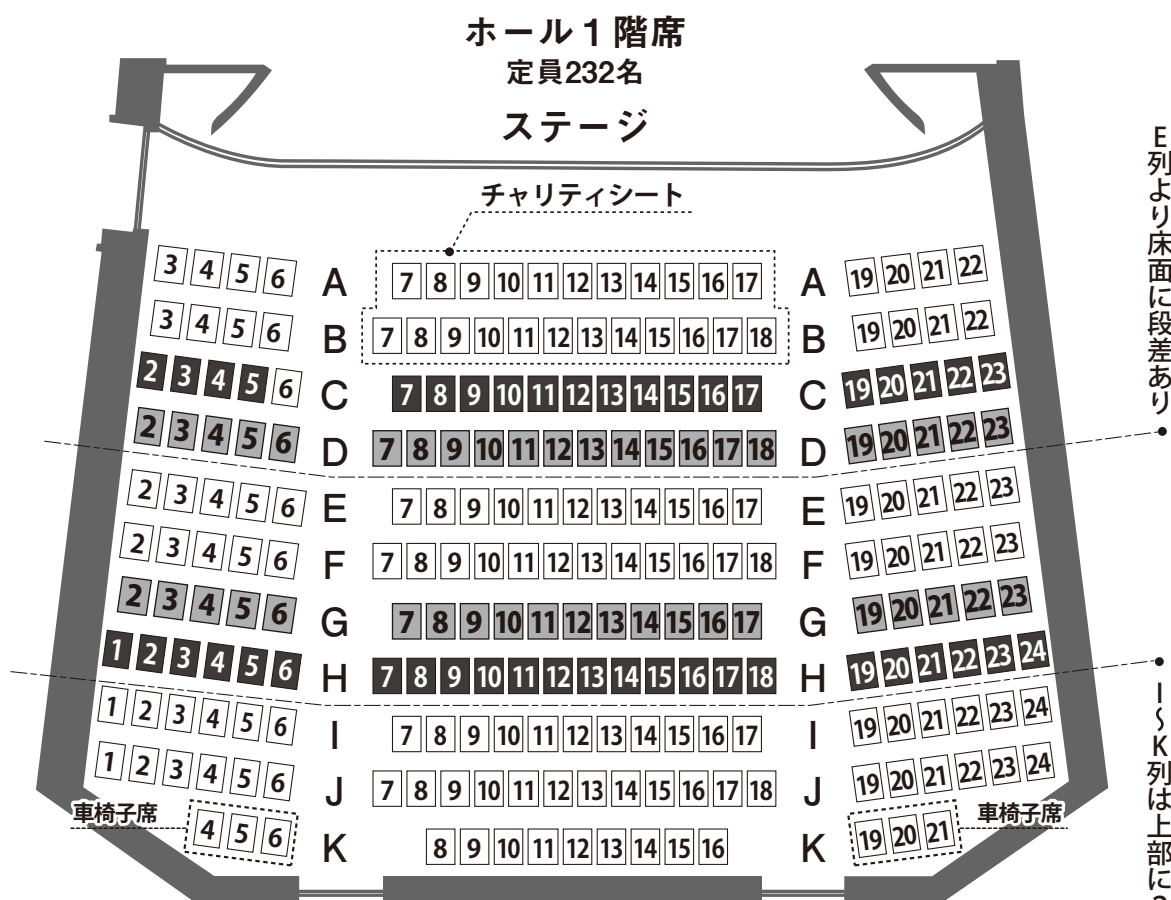 ホール1階席
定員232名
ステージ
チャリティシート
3 4 5 6 A 7 8 9 10 11 12 13 14 15 16 17 A 19 20 21 22
3 4 5 6 B 7 8 9 10 11 12 13 14 15 16 17 18 B 19 20 21 22
2 3 4 5 6 C 7 8 9 10 11 12 13 14 15 16 17 C 19 20 21 22 23
2 3 4 5 6 D 7 8 9 10 11 12 13 14 15 16 17 18 D 19 20 21 22 23
2 3 4 5 6 E 7 8 9 10 11 12 13 14 15 16 17 E 19 20 21 22 23
2 3 4 5 6 F 7 8 9 10 11 12 13 14 15 16 17 18 F 19 20 21 22 23
2 3 4 5 6 G 7 8 9 10 11 12 13 14 15 16 17 G 19 20 21 22 23
1 2 3 4 5 6 H 7 8 9 10 11 12 13 14 15 16 17 18 H 19 20 21 22 23 24
1 2 3 4 5 6 I 7 8 9 10 11 12 13 14 15 16 17 I 19 20 21 22 23 24
1 2 3 4 5 6 J 7 8 9 10 11 12 13 14 15 16 17 18 J 19 20 21 22 23 24
車椅子席
4 5 6 K 8 9 10 11 12 13 14 15 16 K 19 20 21
車椅子席
E列より床面に段差あり
I〜K列は上部に